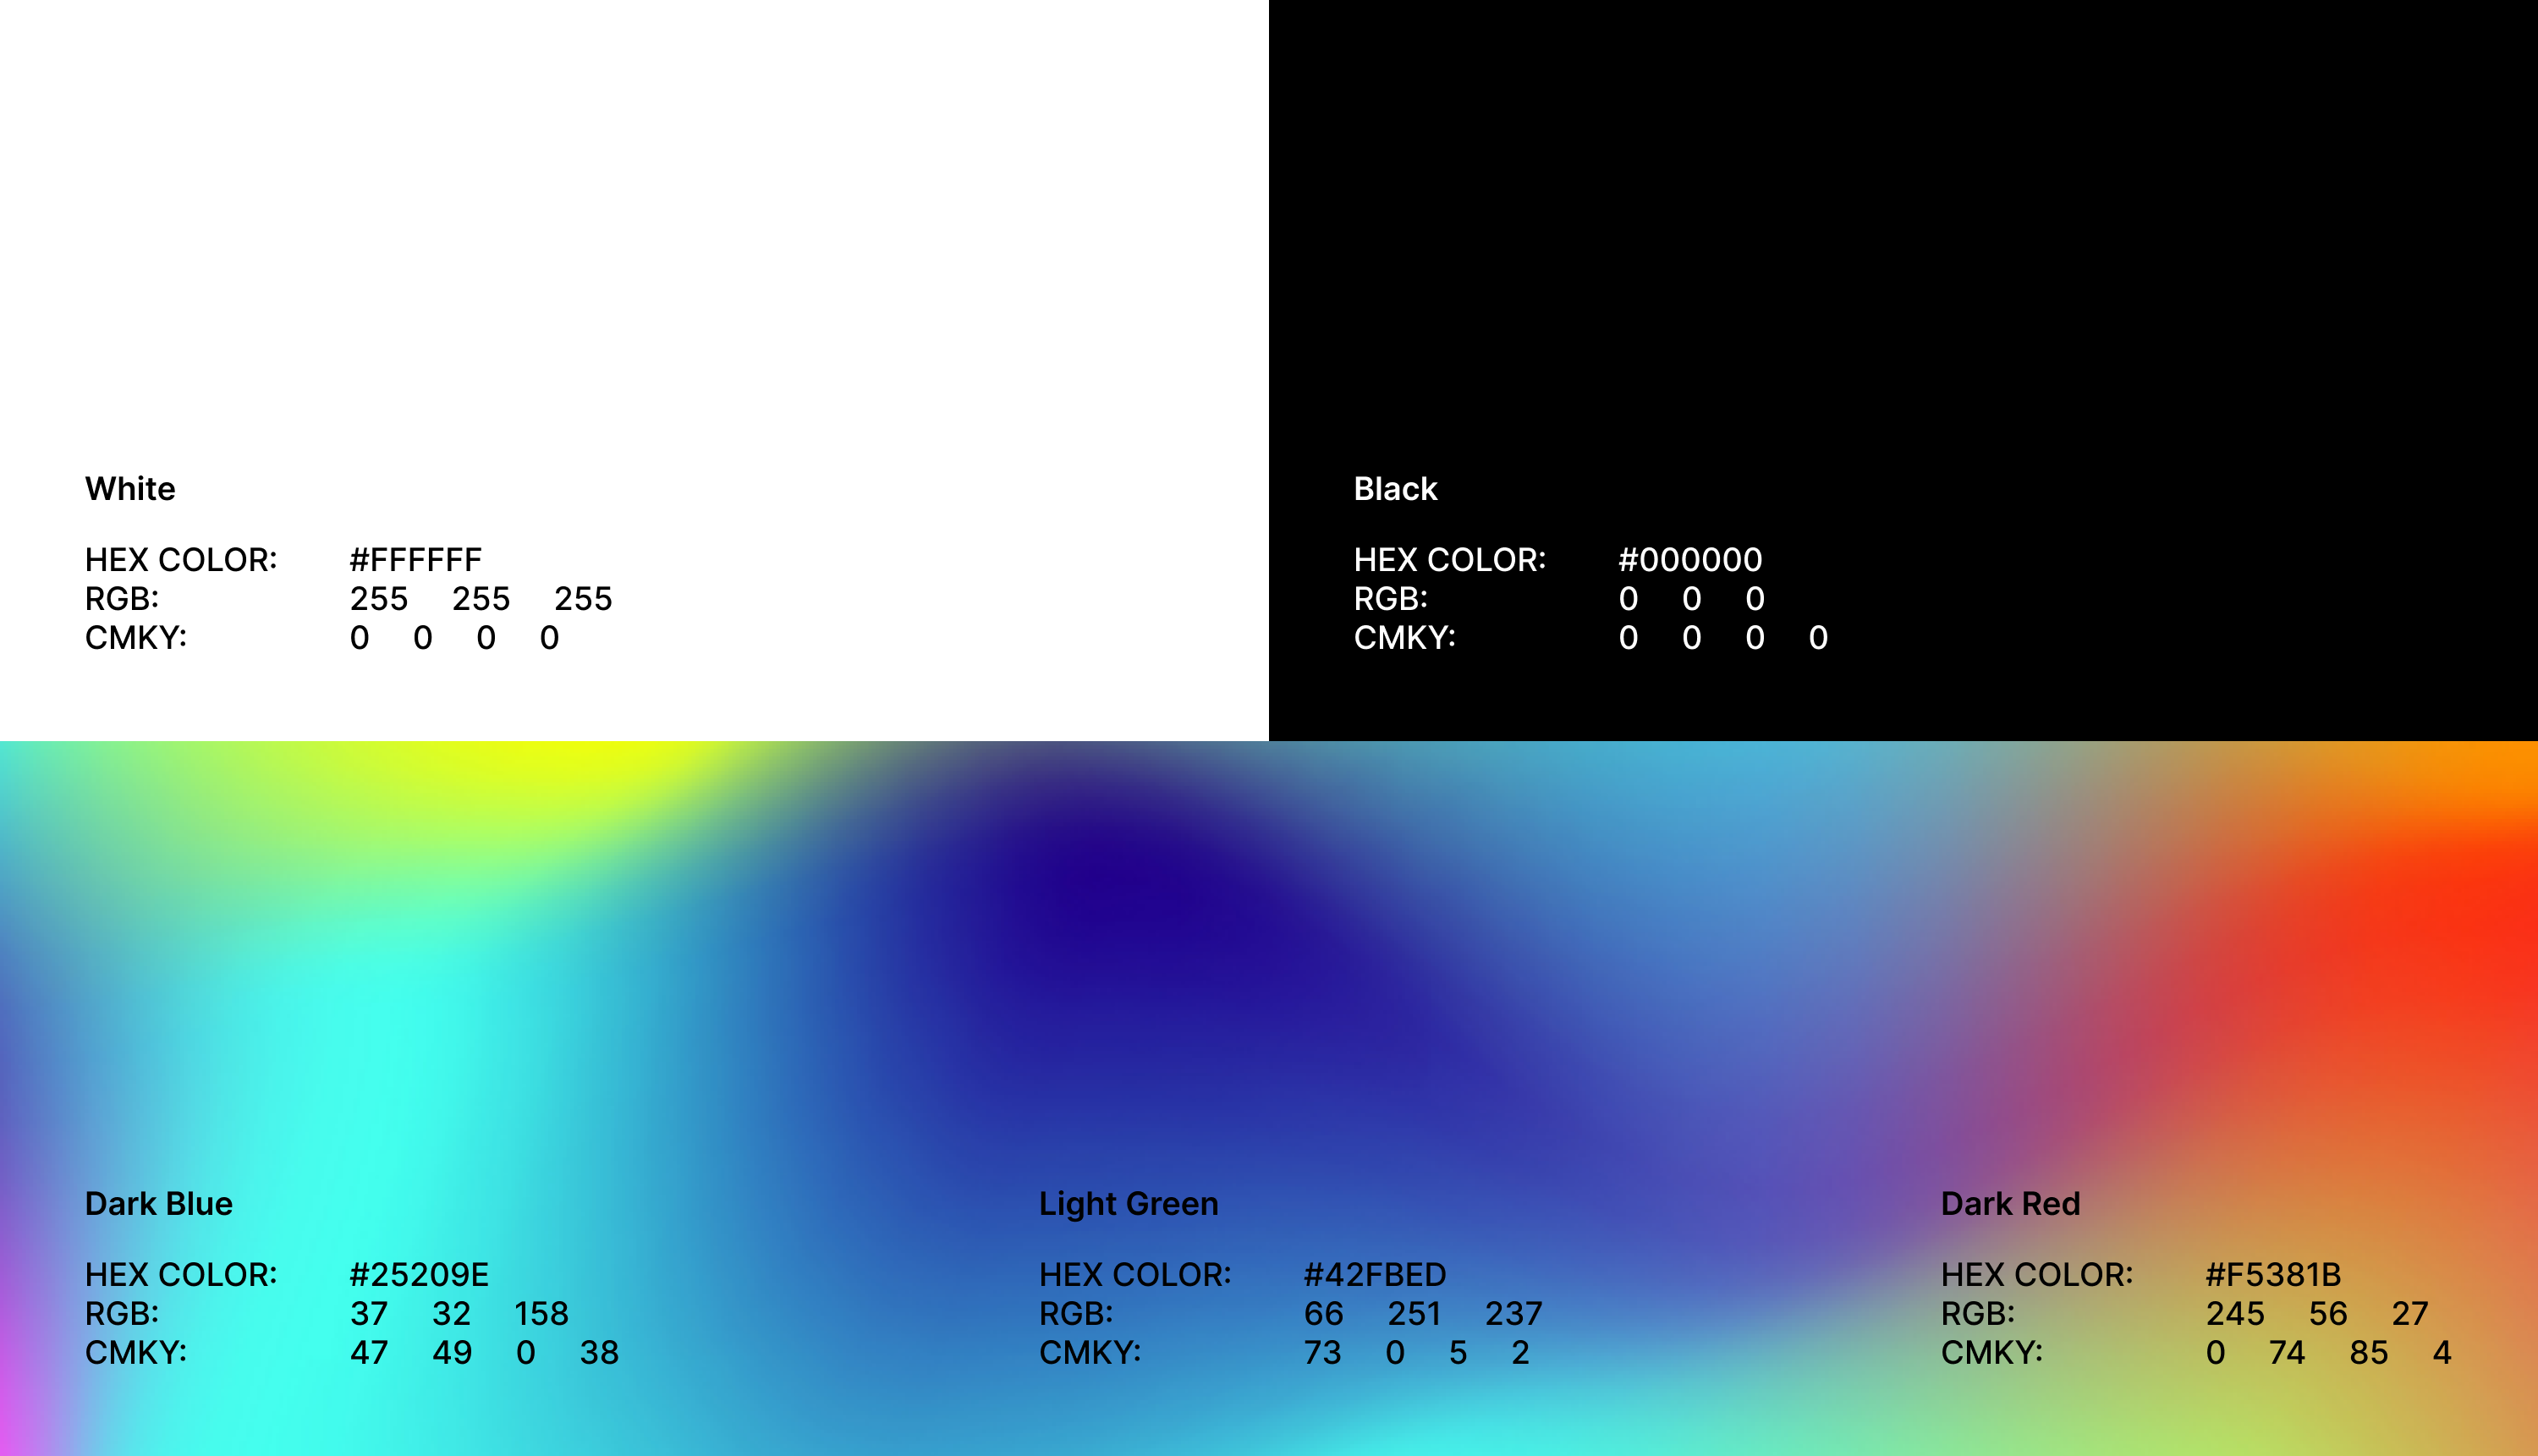 White
HEX COLOR: #FFFFFF
RGB: 255 255 255
CMKY: 0 0 0 0
Black
HEX COLOR: #000000
RGB: 0 0 0
CMKY: 0 0 0 0
Dark Blue
HEX COLOR: #25209E
RGB: 37 32 158
CMKY: 47 49 0 38
Light Green
HEX COLOR: #42FBED
RGB: 66 251 237
CMKY: 73 0 5 2
Dark Red
HEX COLOR: #F5381B
RGB: 245 56 27
CMKY: 0 74 85 4